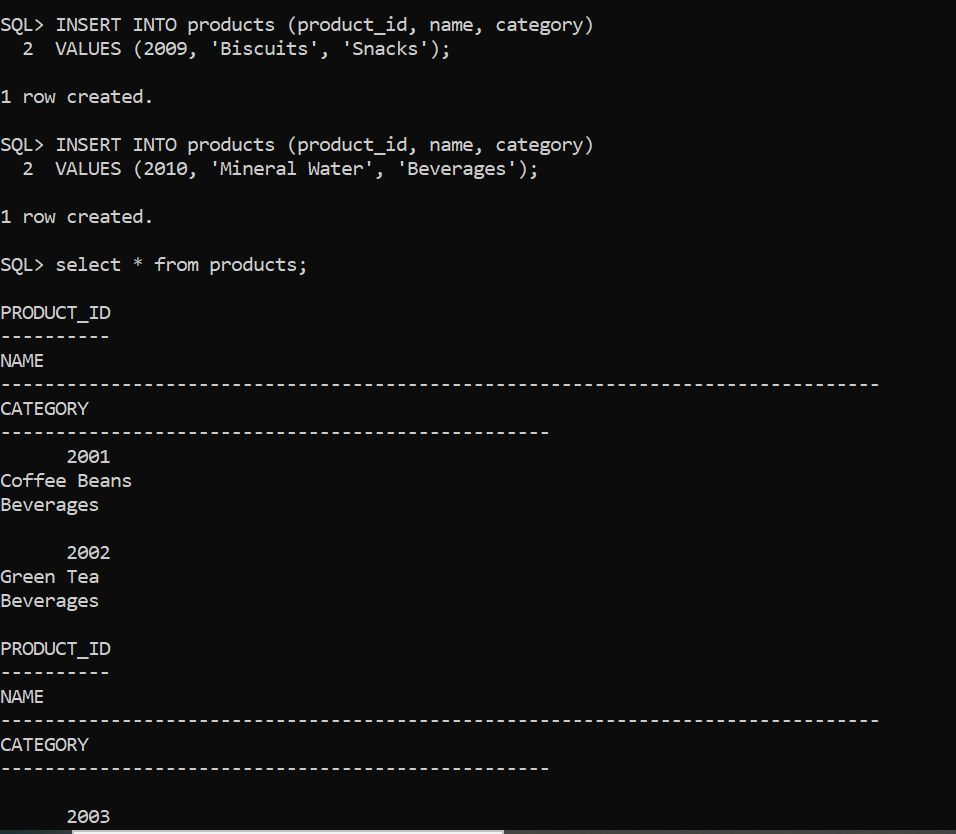 SQL> INSERT INTO products (product_id, name, category)
  2  VALUES (2009, 'Biscuits', 'Snacks');
1 row created.
SQL> INSERT INTO products (product_id, name, category)
  2  VALUES (2010, 'Mineral Water', 'Beverages');
1 row created.
SQL> select * from products;
PRODUCT_ID
----------
NAME
--------------------------------------------------------------------------------
CATEGORY
--------------------------------------------------
      2001
Coffee Beans
Beverages
      2002
Green Tea
Beverages
PRODUCT_ID
----------
NAME
--------------------------------------------------------------------------------
CATEGORY
--------------------------------------------------
      2003